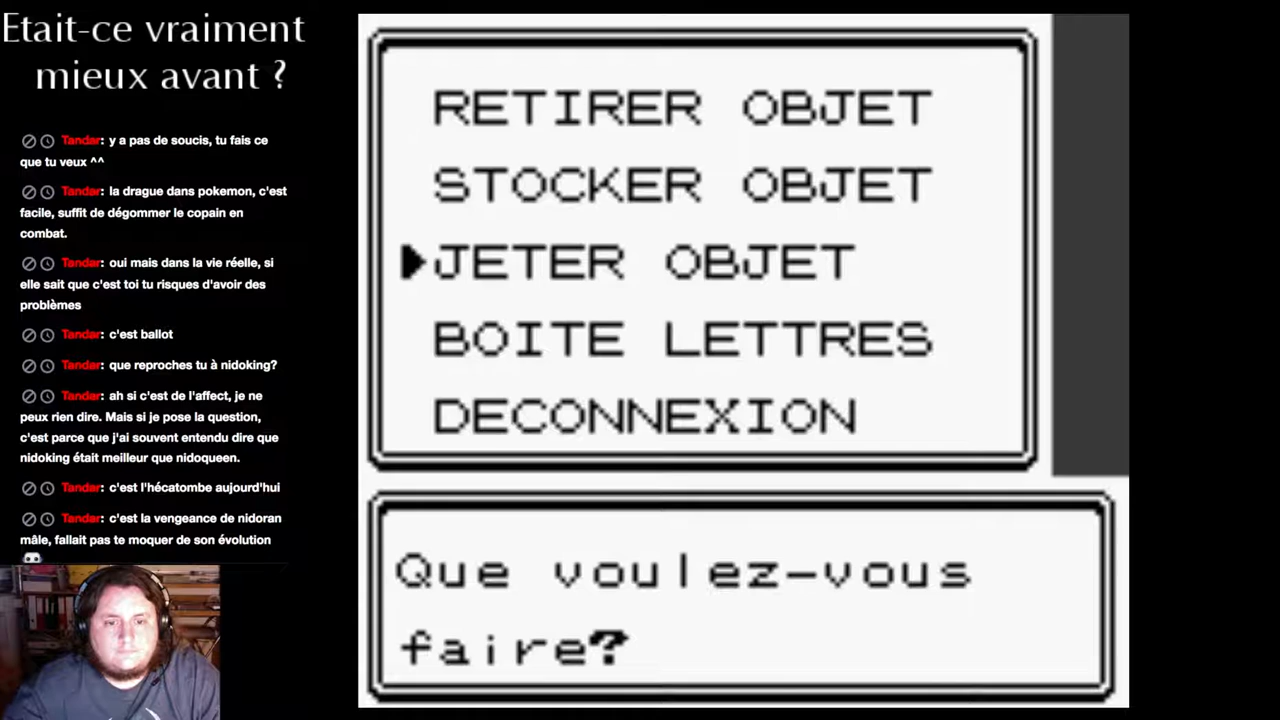 Etait-ce vraiment
mieux avant ?
Tandar: y a pas de soucis, tu fais ce
que tu veux ^^
Tandar: la drague dans pokemon, c'est
facile, suffit de dégommer le copain en
combat.
Tandar: oui mais dans la vie réelle, si
elle sait que c'est toi tu risques d'avoir des
problèmes
Tandar: c'est ballot
Tandar: que reproches tu à nidoking?
Tandar: ah si c'est de l'affect, je ne
peux rien dire. Mais si je pose la question,
c'est parce que j'ai souvent entendu dire que
nidoking était meilleur que nidoqueen.
Tandar: c'est l'hécatombe aujourd'hui
Tandar: c'est la vengeance de nidoran
mâle, fallait pas te moquer de son évolution
RETIRER OBJET
STOCKER OBJET
JETER OBJET
BOITE LETTRES
DECONNEXION
Que voulez-vous
faire?